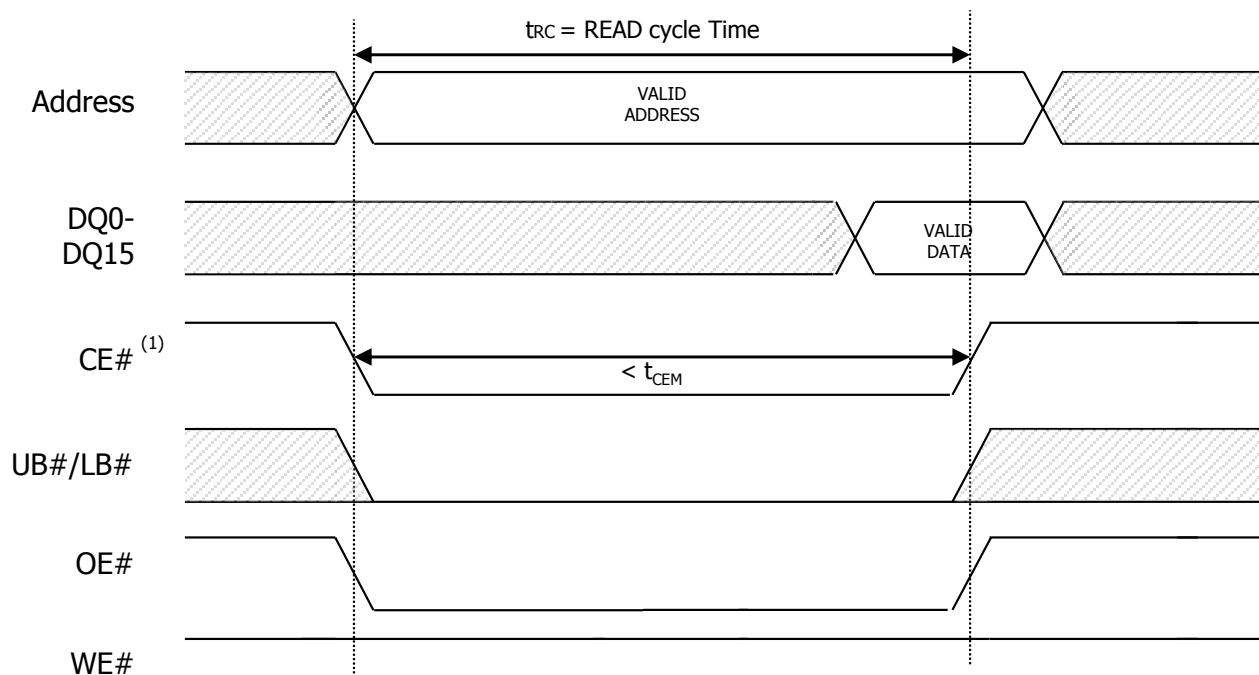 tRC = READ cycle Time
Address
VALID
ADDRESS
DQ0-
DQ15
VALID
DATA
CE# (1)
< tCEM
UB#/LB#
OE#
WE#